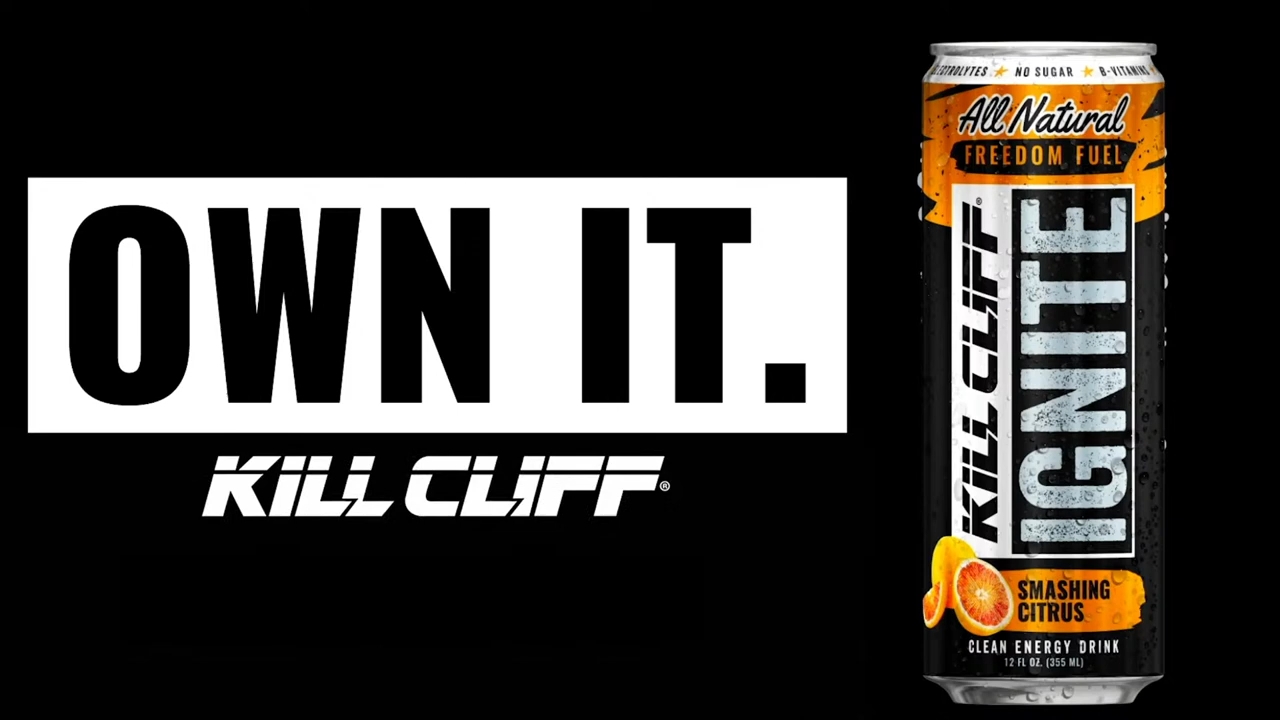 OWN IT.
KILL CLIFF®
NO SUGAR ★ B-VITAMINS
All Natural
FREEDOM FUEL
KILL CLIFF®
IGNITE
SMASHING
CITRUS
CLEAN ENERGY DRINK
12 FL OZ. (355 ML)